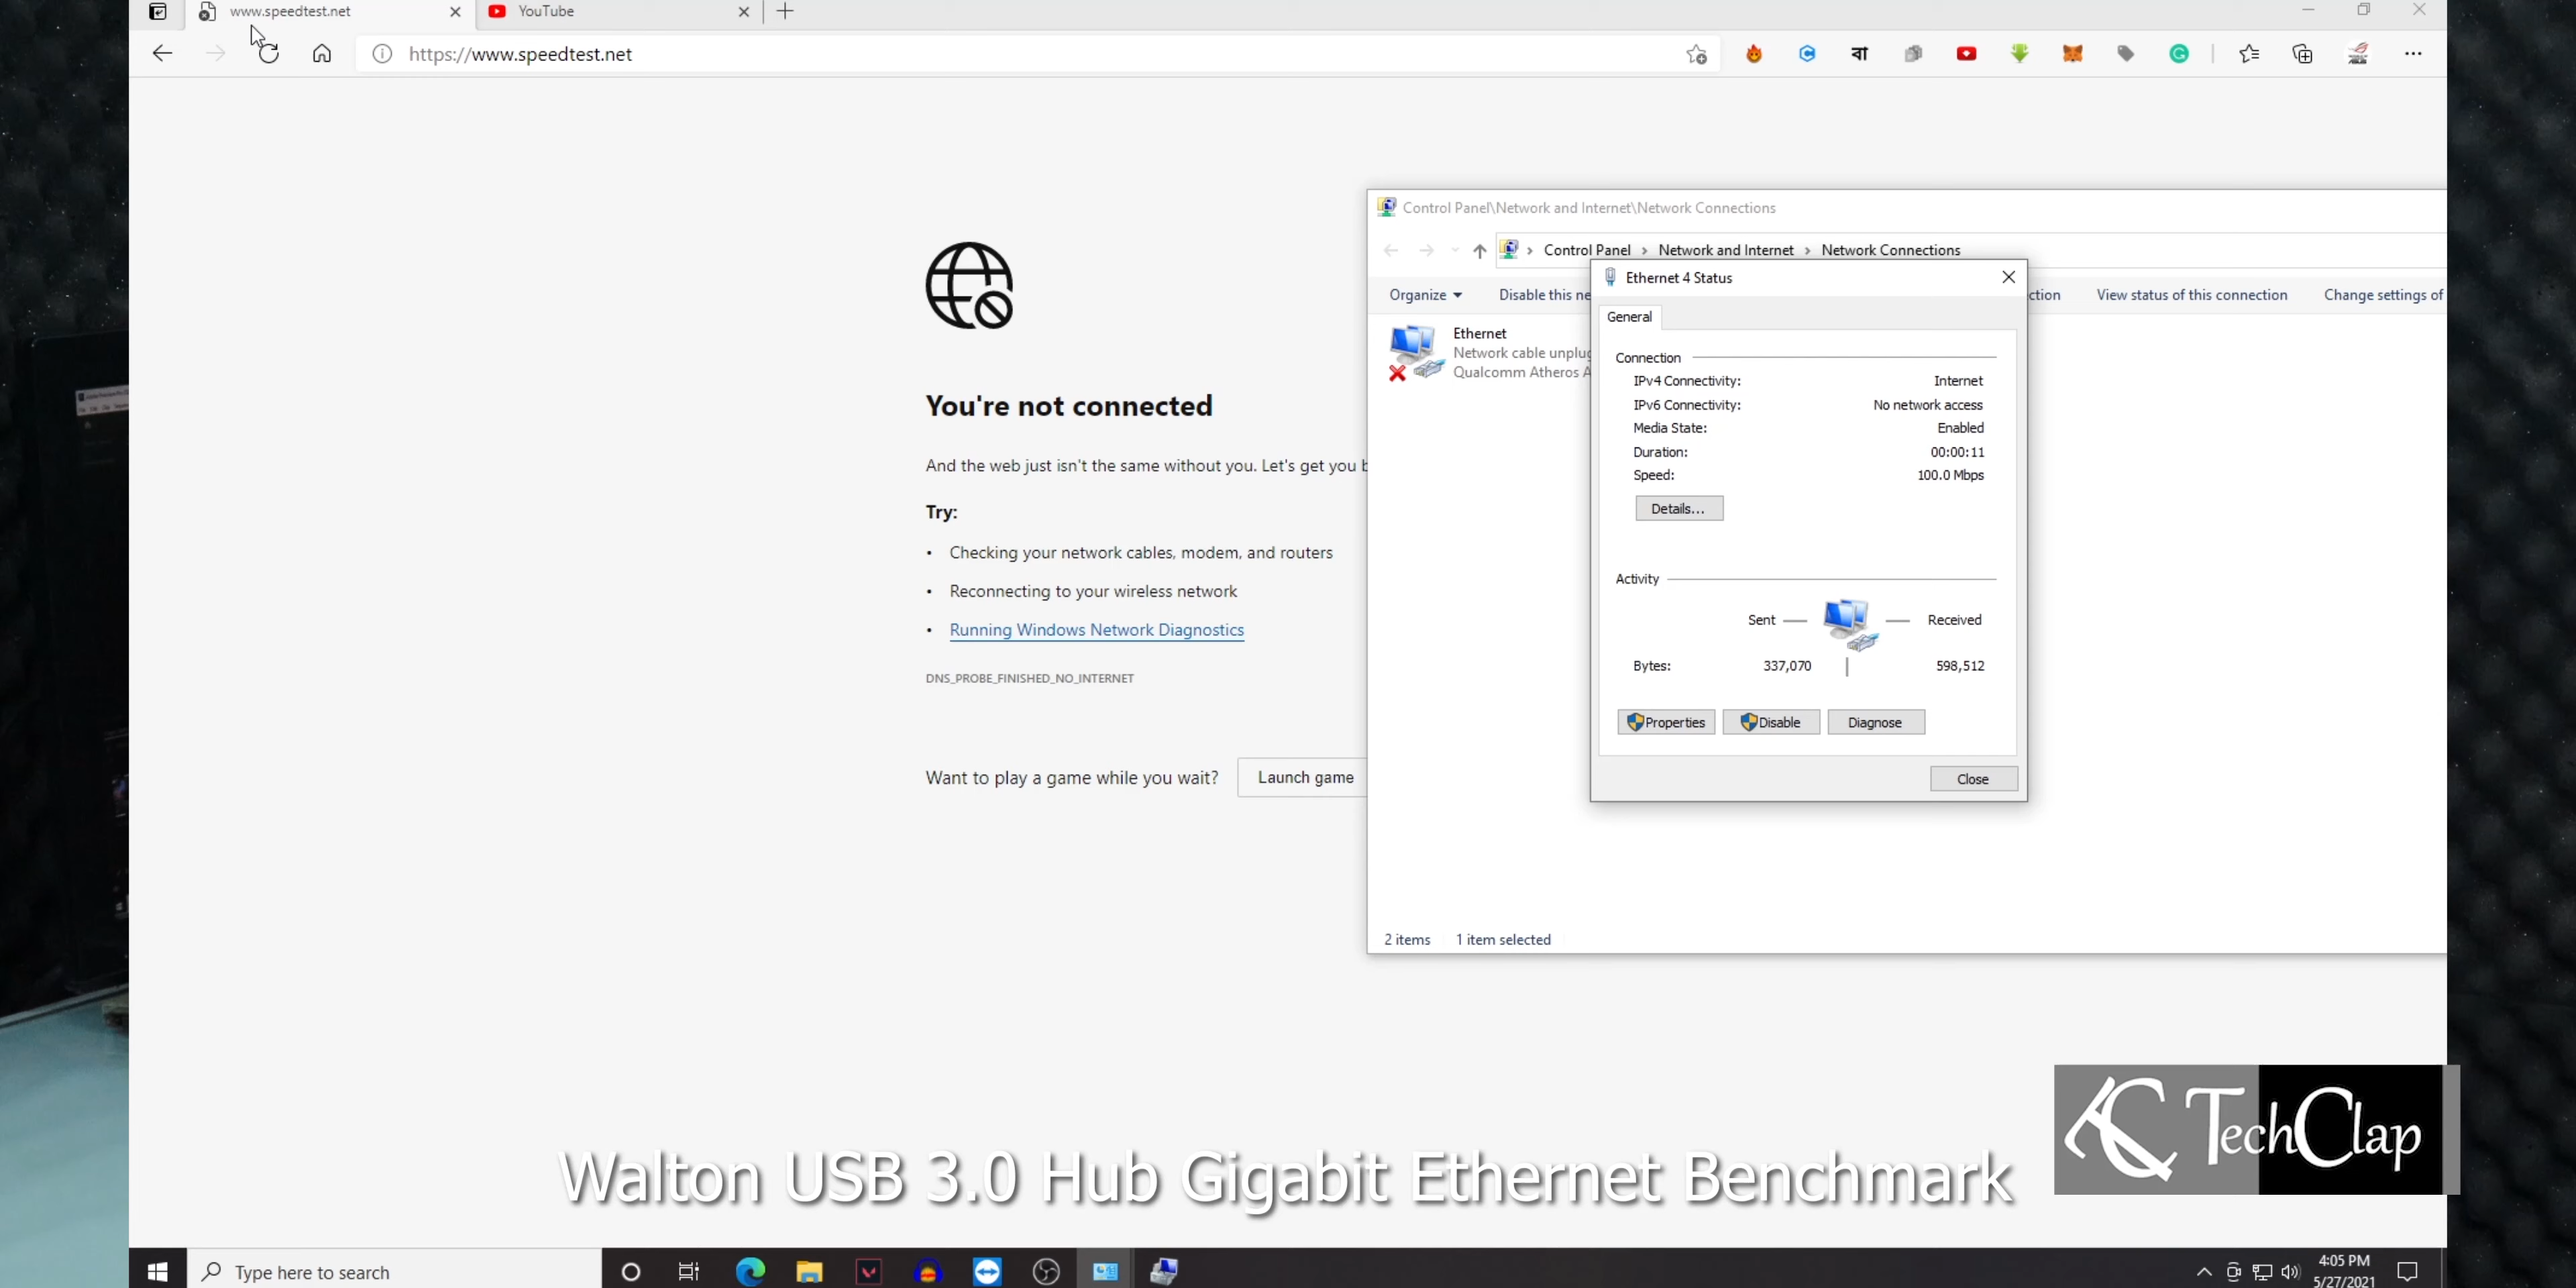 www.speedtest.net
YouTube
https://www.speedtest.net
বা
You're not connected
And the web just isn't the same without you. Let's get you b
Try:
• Checking your network cables, modem, and routers
• Reconnecting to your wireless network
• Running Windows Network Diagnostics
DNS_PROBE_FINISHED_NO_INTERNET
Want to play a game while you wait?
Launch game
Control Panel\Network and Internet\Network Connections
Control Panel > Network and Internet > Network Connections
Organize
Disable this ne
ction
View status of this connection
Change settings of
Ethernet
Network cable unplug
Qualcomm Atheros A
Ethernet 4 Status
General
Connection
IPv4 Connectivity: Internet
IPv6 Connectivity: No network access
Media State: Enabled
Duration: 00:00:11
Speed: 100.0 Mbps
Details...
Activity
Sent — — Received
Bytes: 337,070 598,512
Properties
Disable
Diagnose
Close
2 items 1 item selected
TechClap
Walton USB 3.0 Hub Gigabit Ethernet Benchmark
Type here to search
4:05 PM
5/27/2021